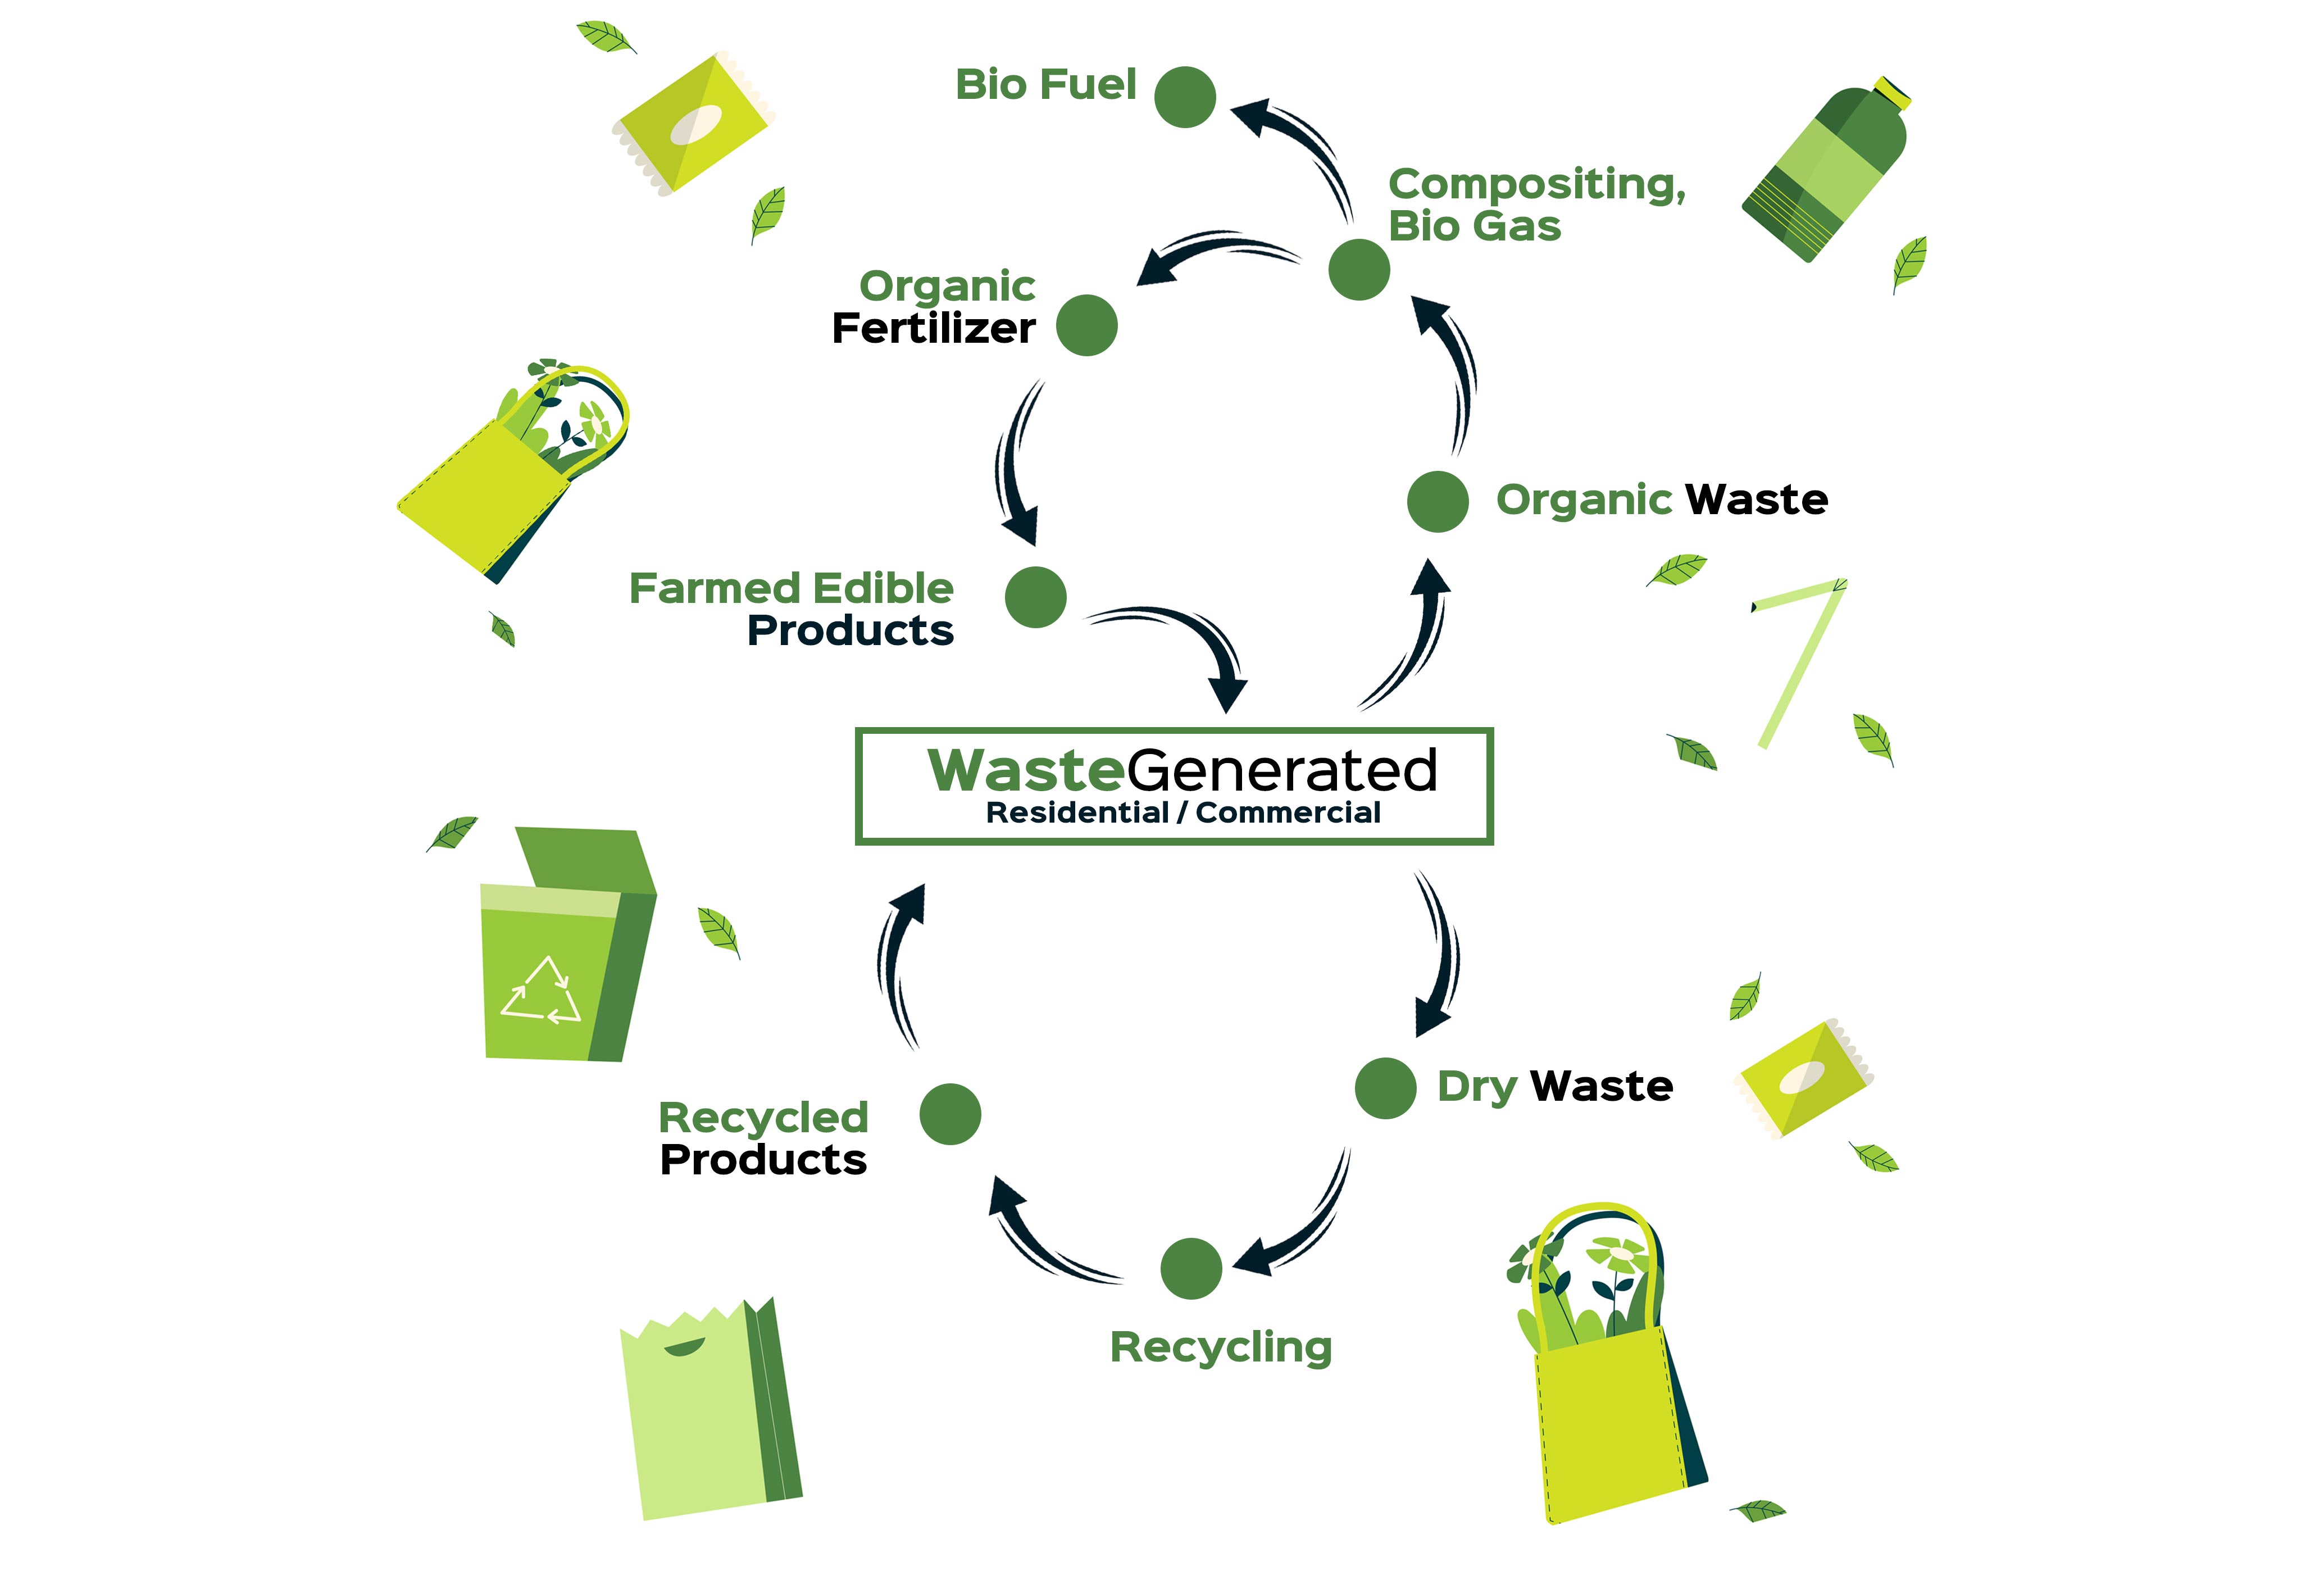 Bio Fuel
Compositing,
Bio Gas
Organic
Fertilizer
Organic Waste
Farmed Edible
Products
WasteGenerated
Residential / Commercial
Dry Waste
Recycled
Products
Recycling